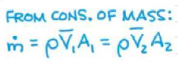 FROM CONS. OF MASS:
ṁ = ρV̅₁A₁ = ρV̅₂A₂